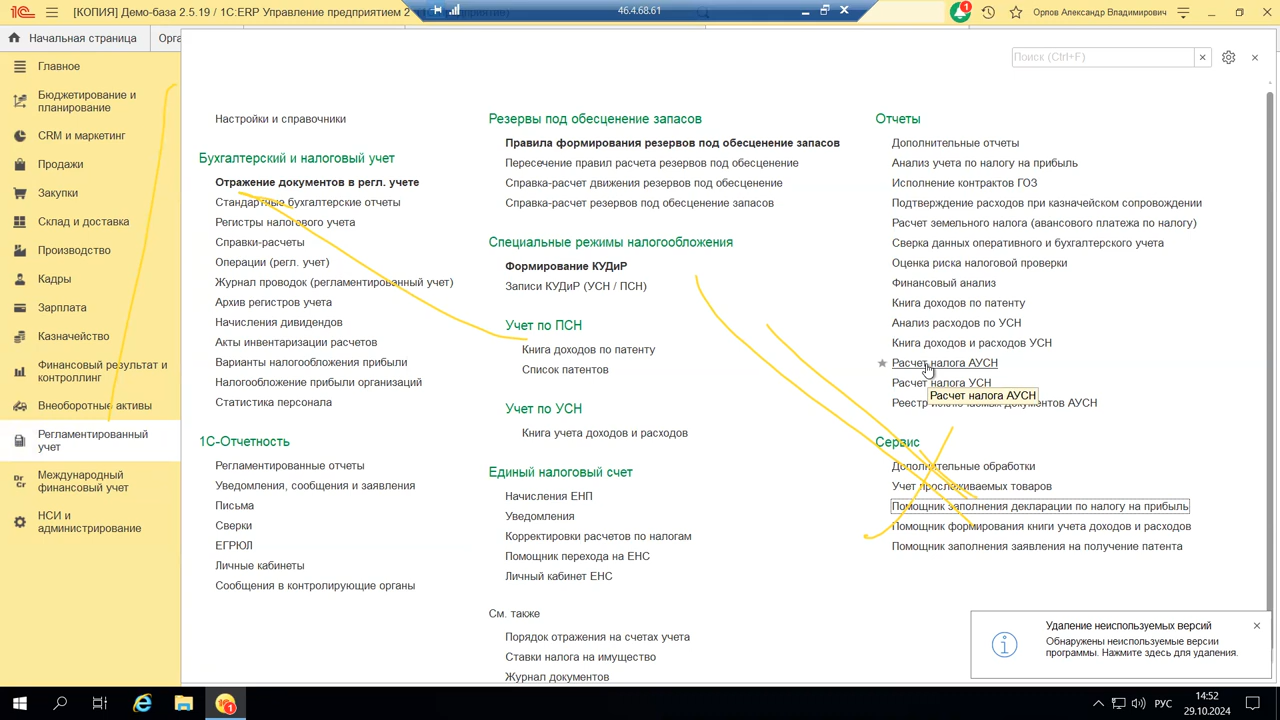 [КОПИЯ] Демо-база 2.5.19 / 1С:ERP Управление предприятием 2
46.4.68.61
Орлов Александр Владимирович
Начальная страница
Орга
Главное
Бюджетирование и
планирование
CRM и маркетинг
Продажи
Закупки
Склад и доставка
Производство
Кадры
Зарплата
Казначейство
Финансовый результат и
контроллинг
Внеоборотные активы
Регламентированный
учет
Международный
финансовый учет
НСИ и
администрирование
Поиск (Ctrl+F)
Настройки и справочники
Бухгалтерский и налоговый учет
Отражение документов в регл. учете
Стандартные бухгалтерские отчеты
Регистры налогового учета
Справки-расчеты
Операции (регл. учет)
Журнал проводок (регламентированный учет)
Архив регистров учета
Начисления дивидендов
Акты инвентаризации расчетов
Варианты налогообложения прибыли
Налогообложение прибыли организаций
Статистика персонала
1С-Отчетность
Регламентированные отчеты
Уведомления, сообщения и заявления
Письма
Сверки
ЕГРЮЛ
Личные кабинеты
Сообщения в контролирующие органы
Резервы под обесценение запасов
Правила формирования резервов под обесценение запасов
Пересечение правил расчета резервов под обесценение
Справка-расчет движения резервов под обесценение
Справка-расчет резервов под обесценение запасов
Специальные режимы налогообложения
Формирование КУДиР
Записи КУДиР (УСН / ПСН)
Учет по ПСН
Книга доходов по патенту
Список патентов
Учет по УСН
Книга учета доходов и расходов
Единый налоговый счет
Начисления ЕНП
Уведомления
Корректировки расчетов по налогам
Помощник перехода на ЕНС
Личный кабинет ЕНС
См. также
Порядок отражения на счетах учета
Ставки налога на имущество
Журнал документов
Отчеты
Дополнительные отчеты
Анализ учета по налогу на прибыль
Исполнение контрактов ГОЗ
Подтверждение расходов при казначейском сопровождении
Расчет земельного налога (авансового платежа по налогу)
Сверка данных оперативного и бухгалтерского учета
Оценка риска налоговой проверки
Финансовый анализ
Книга доходов по патенту
Анализ расходов по УСН
Книга доходов и расходов УСН
Расчет налога АУСН
Расчет налога УСН
Расчет налога АУСН
Реестр исключаемых документов АУСН
Сервис
Дополнительные обработки
Учет прослеживаемых товаров
Помощник заполнения декларации по налогу на прибыль
Помощник формирования книги учета доходов и расходов
Помощник заполнения заявления на получение патента
Удаление неиспользуемых версий
Обнаружены неиспользуемые версии
программы. Нажмите здесь для удаления.
РУС
14:52
29.10.2024